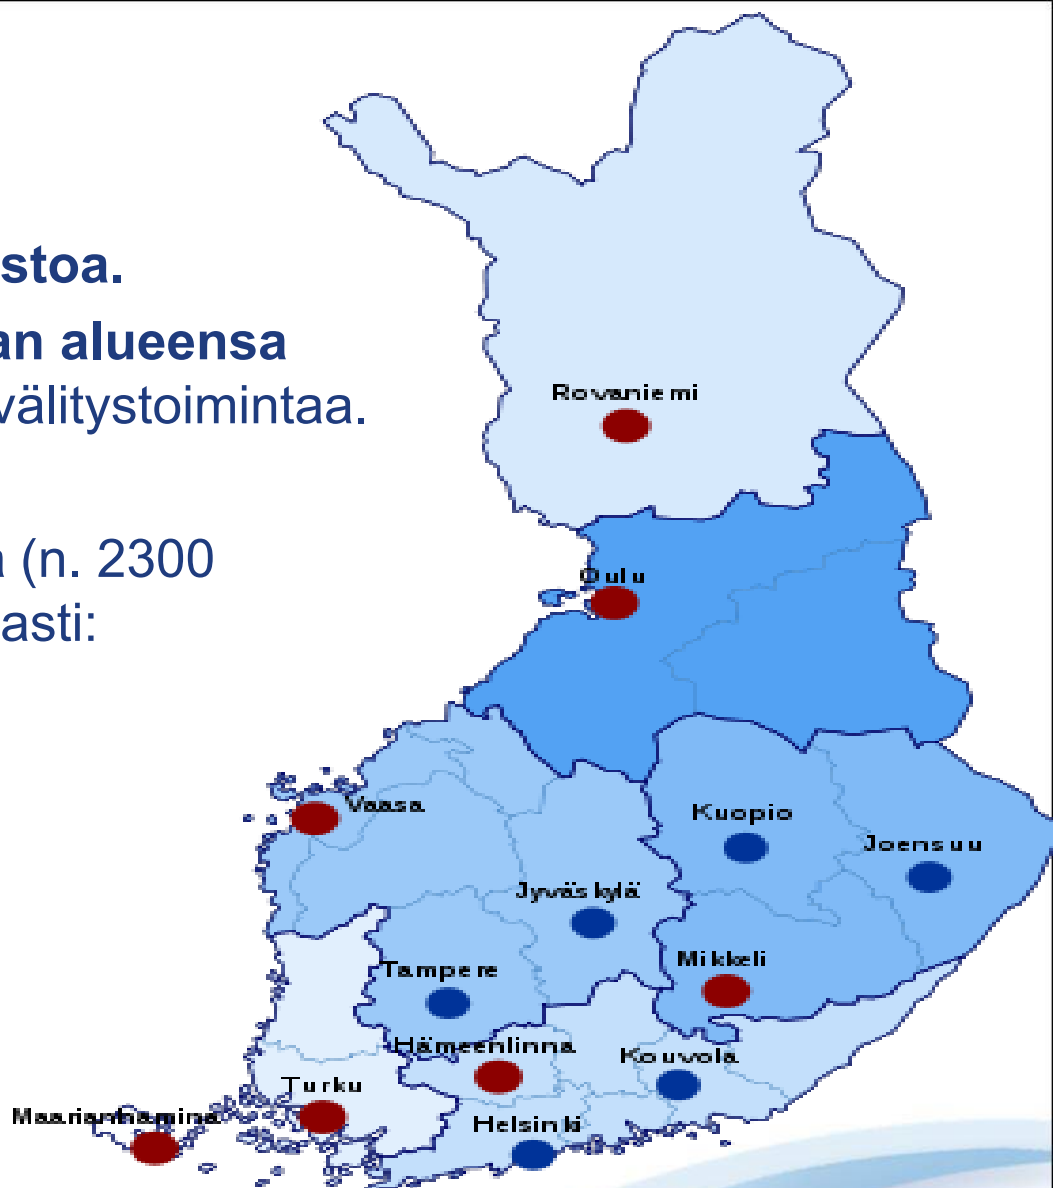 stoa.
an alueensa
välitystoimintaa.
Rovaniemi
a (n. 2300
Oulu
asti:
Vaasa
Kuopio
Joensuu
Jyväskylä
Mikkeli
Tampere
Hämeenlinna
Kouvola
Turku
Maarianhamina
Helsinki